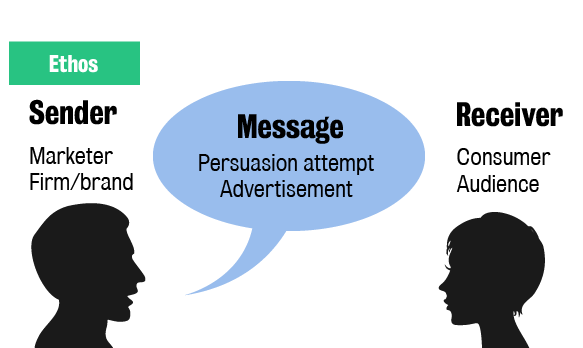 Ethos
Sender
Marketer
Firm/brand
Message
Persuasion attempt
Advertisement
Receiver
Consumer
Audience